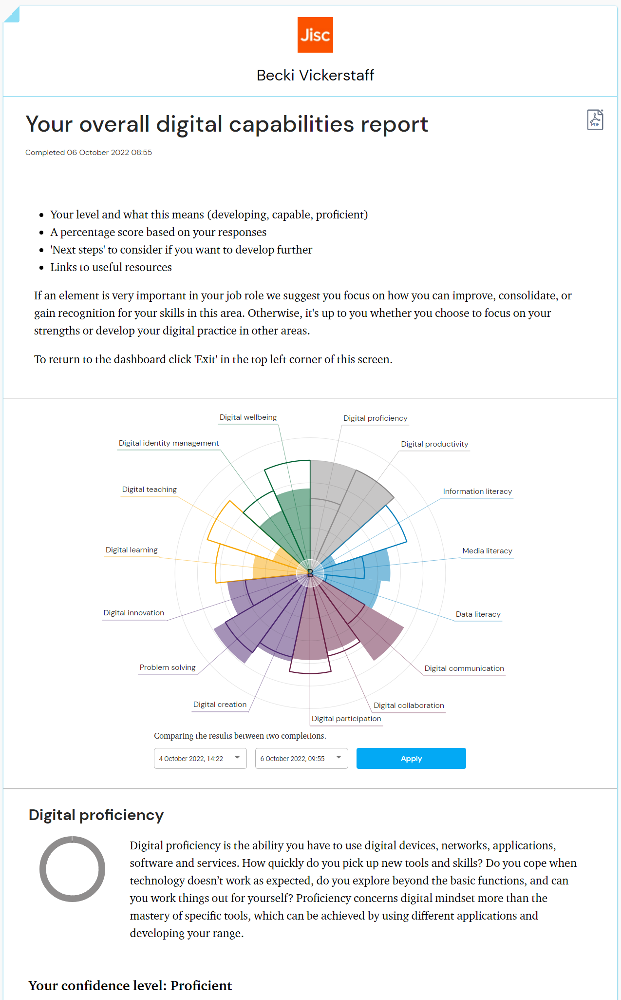 Jisc
Becki Vickerstaff
Your overall digital capabilities report
PDF
Completed 06 October 2022 08:55
Your level and what this means (developing, capable, proficient)
A percentage score based on your responses
'Next steps' to consider if you want to develop further
Links to useful resources
If an element is very important in your job role we suggest you focus on how you can improve, consolidate, or
gain recognition for your skills in this area. Otherwise, it's up to you whether you choose to focus on your
strengths or develop your digital practice in other areas.
To return to the dashboard click 'Exit' in the top left corner of this screen.
Digital wellbeing
Digital proficiency
Digital identity management
Digital productivity
Digital teaching
Information literacy
Digital learning
Media literacy
B
Digital innovation
Data literacy
Problem solving
Digital communication
Digital creation
Digital collaboration
Digital participation
Comparing the results between two completions.
4 October 2022, 14:22
6 October 2022, 09:55
Apply
Digital proficiency
Digital proficiency is the ability you have to use digital devices, networks, applications,
software and services. How quickly do you pick up new tools and skills? Do you cope when
technology doesn’t work as expected, do you explore beyond the basic functions, and can
you work things out for yourself? Proficiency concerns digital mindset more than the
mastery of specific tools, which can be achieved by using different applications and
developing your range.
Your confidence level: Proficient